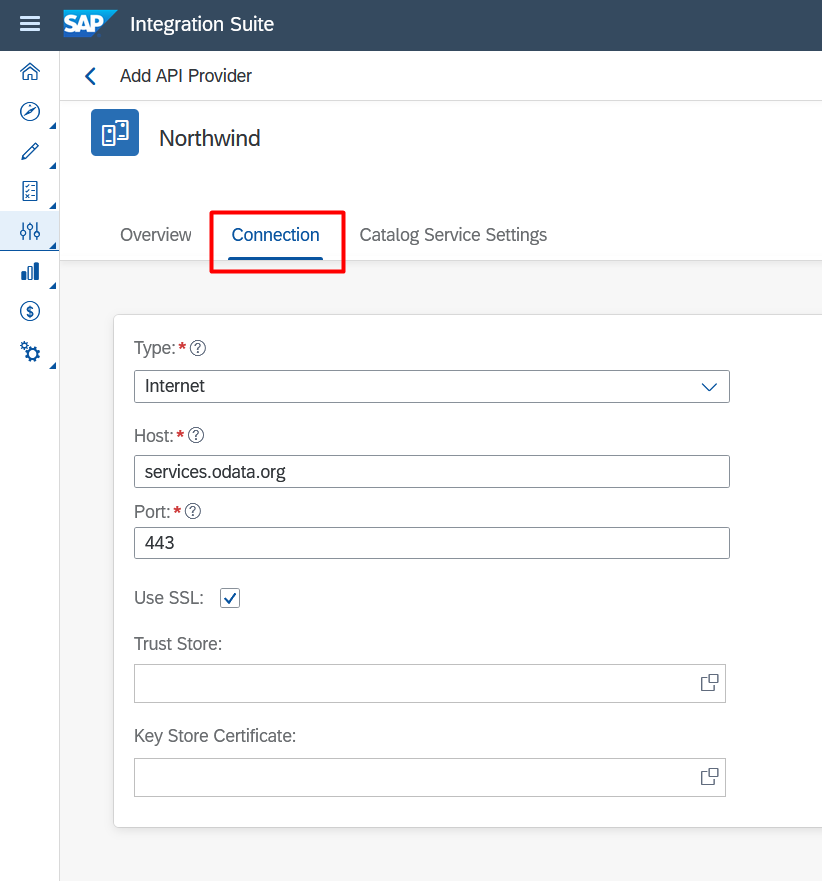 SAP Integration Suite
Add API Provider
Northwind
Overview Connection Catalog Service Settings
Type:*
Internet
Host:*
services.odata.org
Port:*
443
Use SSL:
Trust Store:
Key Store Certificate: